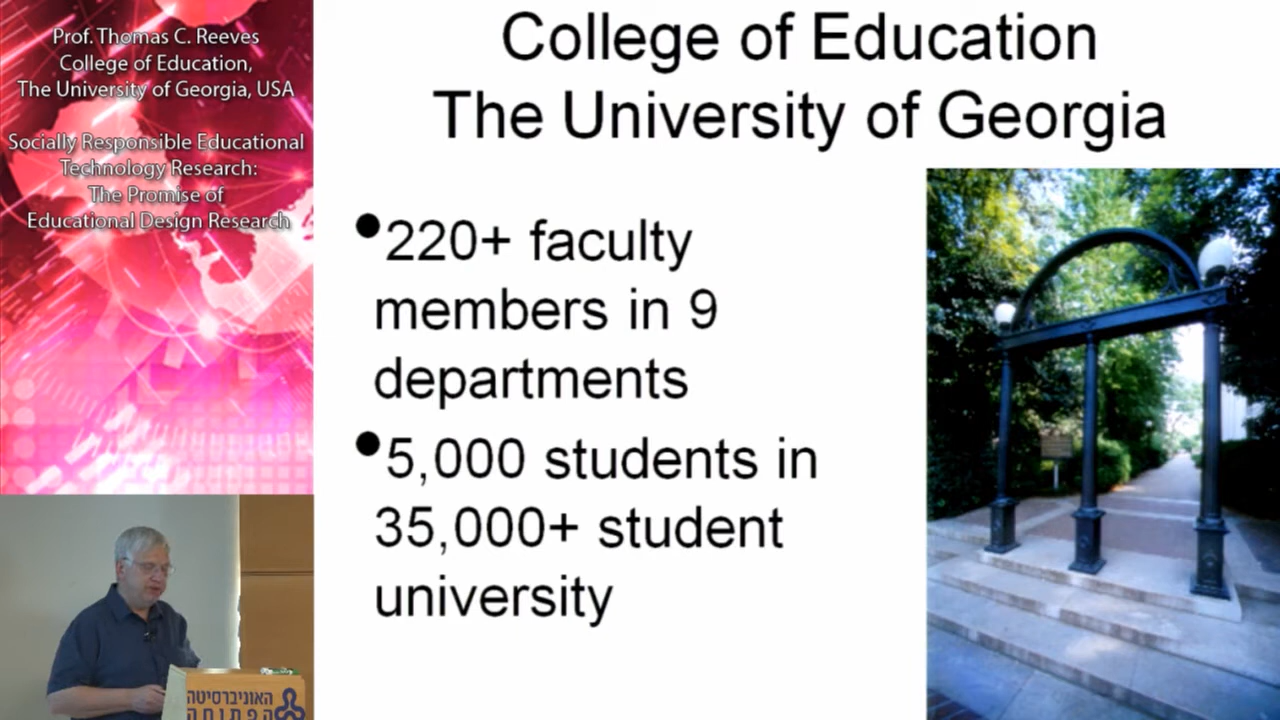 Prof. Thomas C. Reeves
College of Education,
The University of Georgia, USA
Socially Responsible Educational
Technology Research:
The Promise of
Educational Design Research
College of Education
The University of Georgia
•220+ faculty
members in 9
departments
•5,000 students in
35,000+ student
university
האוניברסיטה
הפתוחה